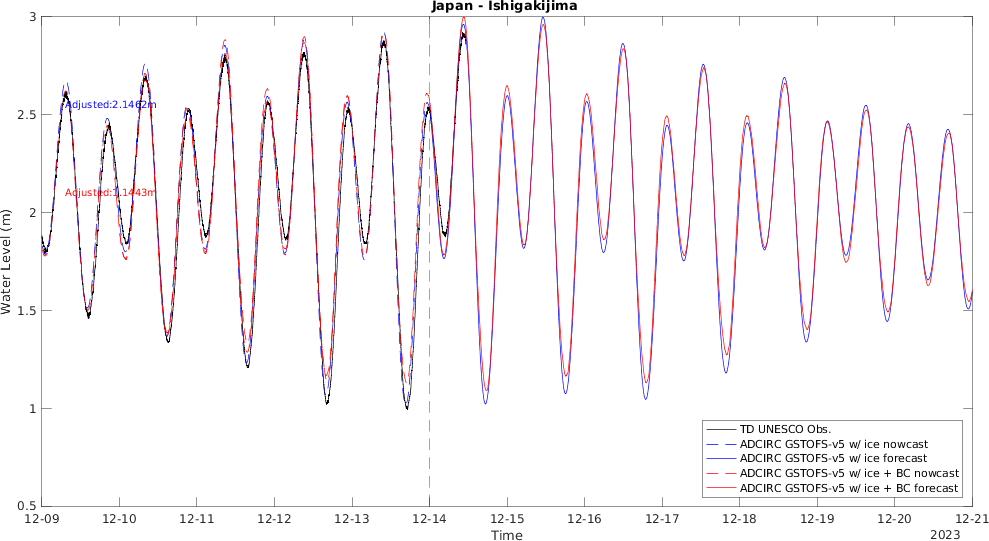 Japan - Ishigakijima
3
2.5
2
1.5
1
0.5
Water Level (m)
Adjusted:2.1462m
Adjusted:1.1443m
TD UNESCO Obs.
ADCIRC GSTOFS-v5 w/ ice nowcast
ADCIRC GSTOFS-v5 w/ ice forecast
ADCIRC GSTOFS-v5 w/ ice + BC nowcast
ADCIRC GSTOFS-v5 w/ ice + BC forecast
12-09 12-10 12-11 12-12 12-13 12-14 12-15 12-16 12-17 12-18 12-19 12-20 12-21
Time
2023